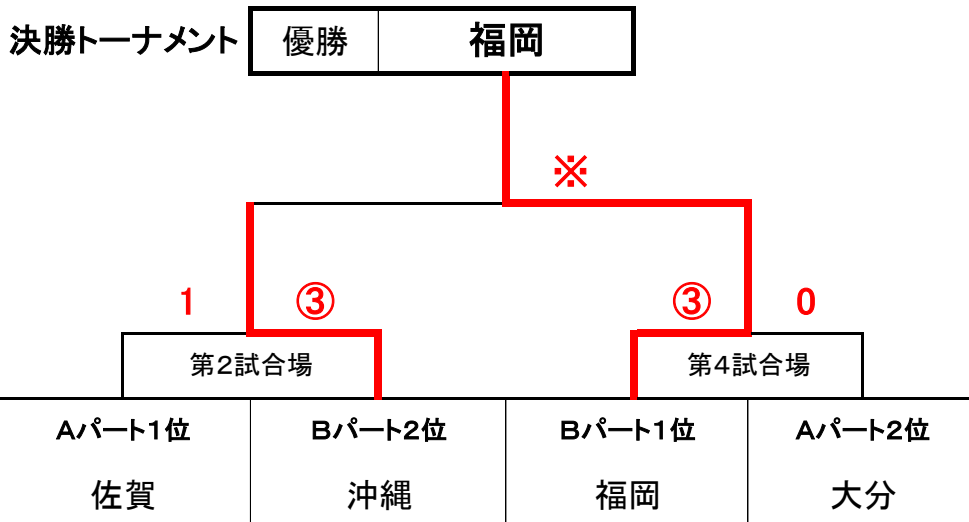 決勝トーナメント 優勝 福岡
※
1 ③ ③ 0
第2試合場 第4試合場
Aパート1位 Bパート2位 Bパート1位 Aパート2位
佐賀 沖縄 福岡 大分